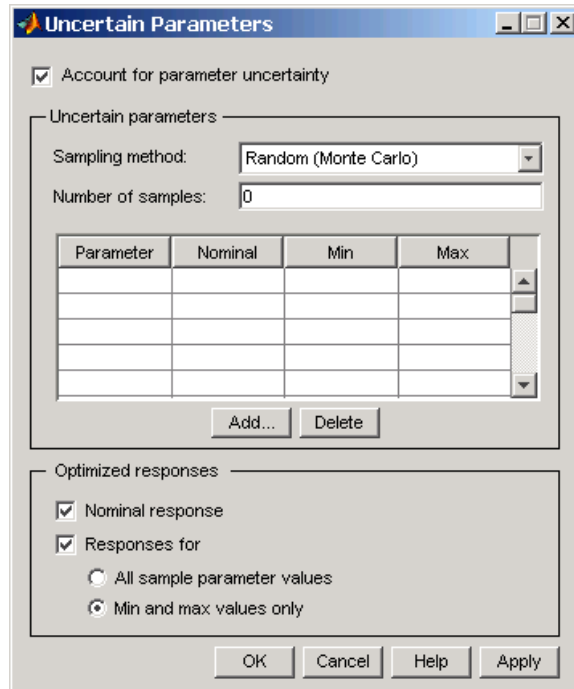 Uncertain Parameters
Account for parameter uncertainty
Uncertain parameters
Sampling method: Random (Monte Carlo)
Number of samples: 0
Parameter Nominal Min Max
Add... Delete
Optimized responses
Nominal response
Responses for
All sample parameter values
Min and max values only
OK Cancel Help Apply